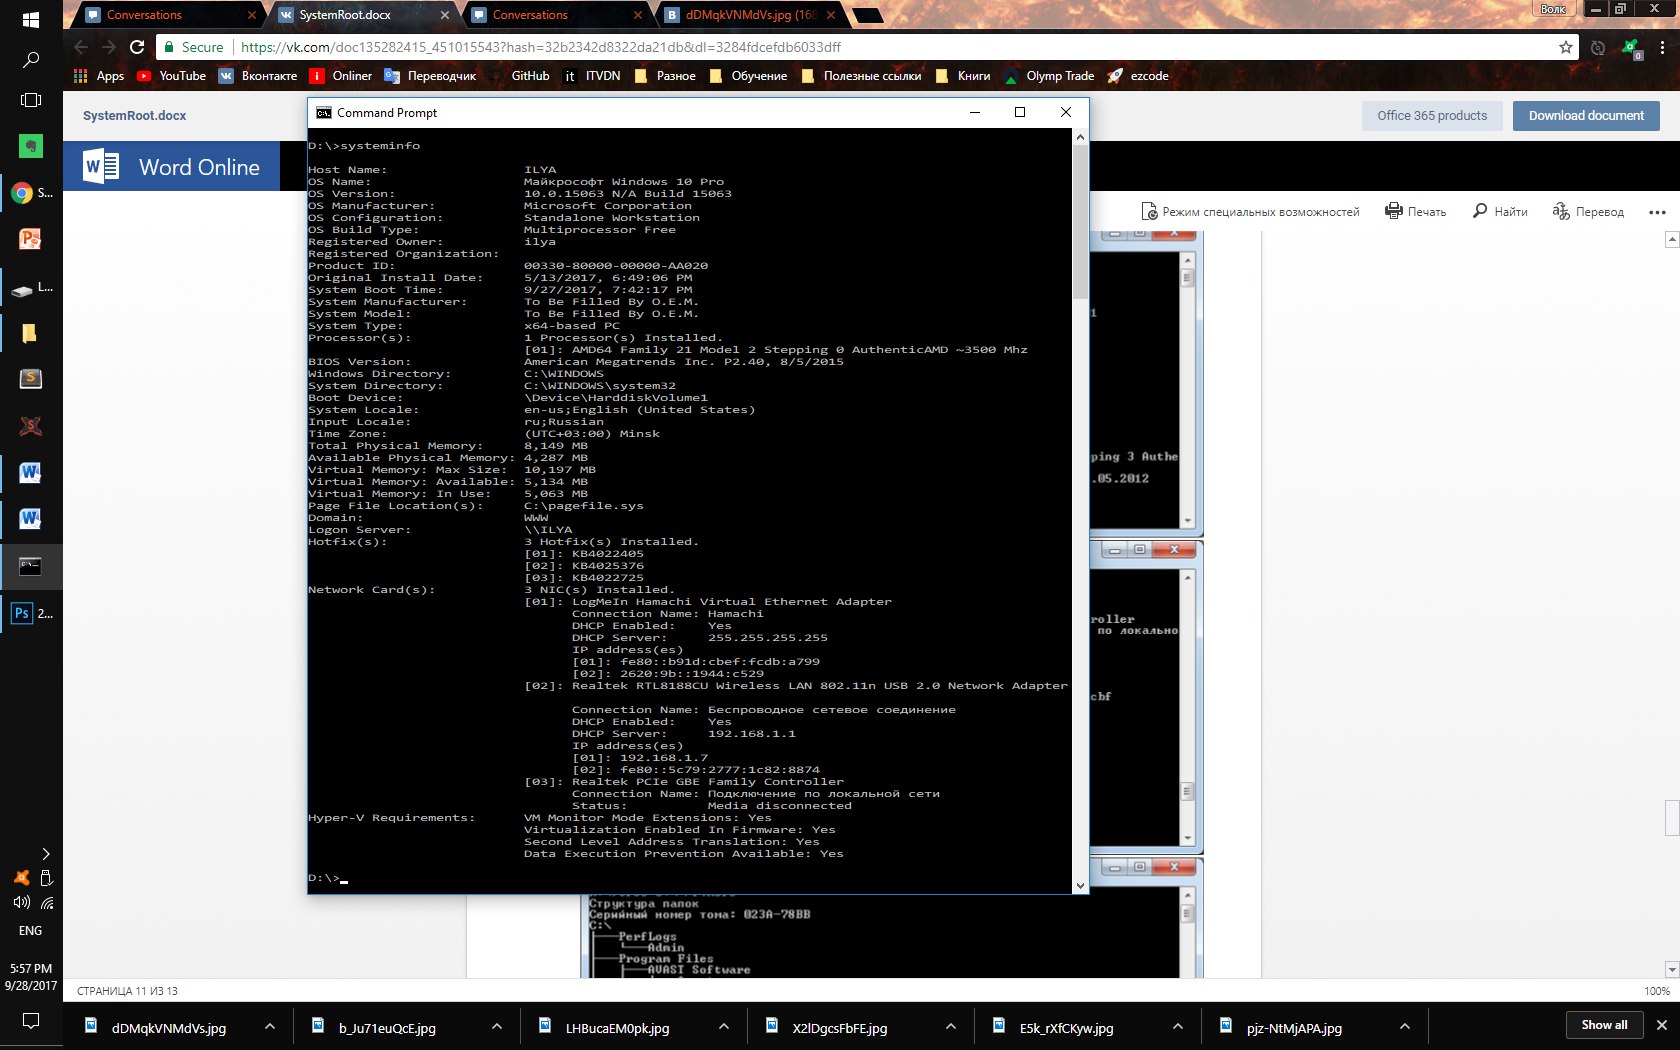 Conversations
SystemRoot.docx
Conversations
dDMqkVNMdVs.jpg (168
Волк
Secure
https://vk.com/doc135282415_451015543?hash=32b2342d8322da21db&dl=3284fdcefdb6033dff
Apps
YouTube
Вконтакте
Onliner
Переводчик
GitHub
ITVDN
Разное
Обучение
Полезные ссылки
Книги
Olymp Trade
ezcode
SystemRoot.docx
Office 365 products
Download document
Word Online
Режим специальных возможностей
Печать
Найти
Перевод
Command Prompt
D:\>systeminfo
Host Name: ILYA
OS Name: Майкрософт Windows 10 Pro
OS Version: 10.0.15063 N/A Build 15063
OS Manufacturer: Microsoft Corporation
OS Configuration: Standalone Workstation
OS Build Type: Multiprocessor Free
Registered Owner: ilya
Registered Organization:
Product ID: 00330-80000-00000-AA020
Original Install Date: 5/13/2017, 6:49:06 PM
System Boot Time: 9/27/2017, 7:42:17 PM
System Manufacturer: To Be Filled By O.E.M.
System Model: To Be Filled By O.E.M.
System Type: x64-based PC
Processor(s): 1 Processor(s) Installed.
[01]: AMD64 Family 21 Model 2 Stepping 0 AuthenticAMD ~3500 Mhz
BIOS Version: American Megatrends Inc. P2.40, 8/5/2015
Windows Directory: C:\WINDOWS
System Directory: C:\WINDOWS\system32
Boot Device: \Device\HarddiskVolume1
System Locale: en-us;English (United States)
Input Locale: ru;Russian
Time Zone: (UTC+03:00) Minsk
Total Physical Memory: 8,149 MB
Available Physical Memory: 4,287 MB
Virtual Memory: Max Size: 10,197 MB
Virtual Memory: Available: 5,134 MB
Virtual Memory: In Use: 5,063 MB
Page File Location(s): C:\pagefile.sys
Domain: WWW
Logon Server: \\ILYA
Hotfix(s): 3 Hotfix(s) Installed.
[01]: KB4022405
[02]: KB4025376
[03]: KB4022725
Network Card(s): 3 NIC(s) Installed.
[01]: LogMeIn Hamachi Virtual Ethernet Adapter
Connection Name: Hamachi
DHCP Enabled: Yes
DHCP Server: 255.255.255.255
IP address(es)
[01]: fe80::b91d:cbef:fcdb:a799
[02]: 2620:9b::1944:c529
[02]: Realtek RTL8188CU Wireless LAN 802.11n USB 2.0 Network Adapter
Connection Name: Беспроводное сетевое соединение
DHCP Enabled: Yes
DHCP Server: 192.168.1.1
IP address(es)
[01]: 192.168.1.7
[02]: fe80::5c79:2777:1c82:8874
[03]: Realtek PCIe GBE Family Controller
Connection Name: Подключение по локальной сети
Status: Media disconnected
Hyper-V Requirements: VM Monitor Mode Extensions: Yes
Virtualization Enabled In Firmware: Yes
Second Level Address Translation: Yes
Data Execution Prevention Available: Yes
D:\>
1
ping 3 Authe
.05.2012
roller
по локально
cbf
Структура папок
Серийный номер тома: 023A-78BB
C:\
PerfLogs
Admin
Program Files
AVAST Software
S...
L...
2...
ENG
5:57 PM
9/28/2017
СТРАНИЦА 11 ИЗ 13
100%
dDMqkVNMdVs.jpg
b_Ju71euQcE.jpg
LHBucaEM0pk.jpg
X2lDgcsFbFE.jpg
E5k_rXfCKyw.jpg
pjz-NtMjAPA.jpg
Show all